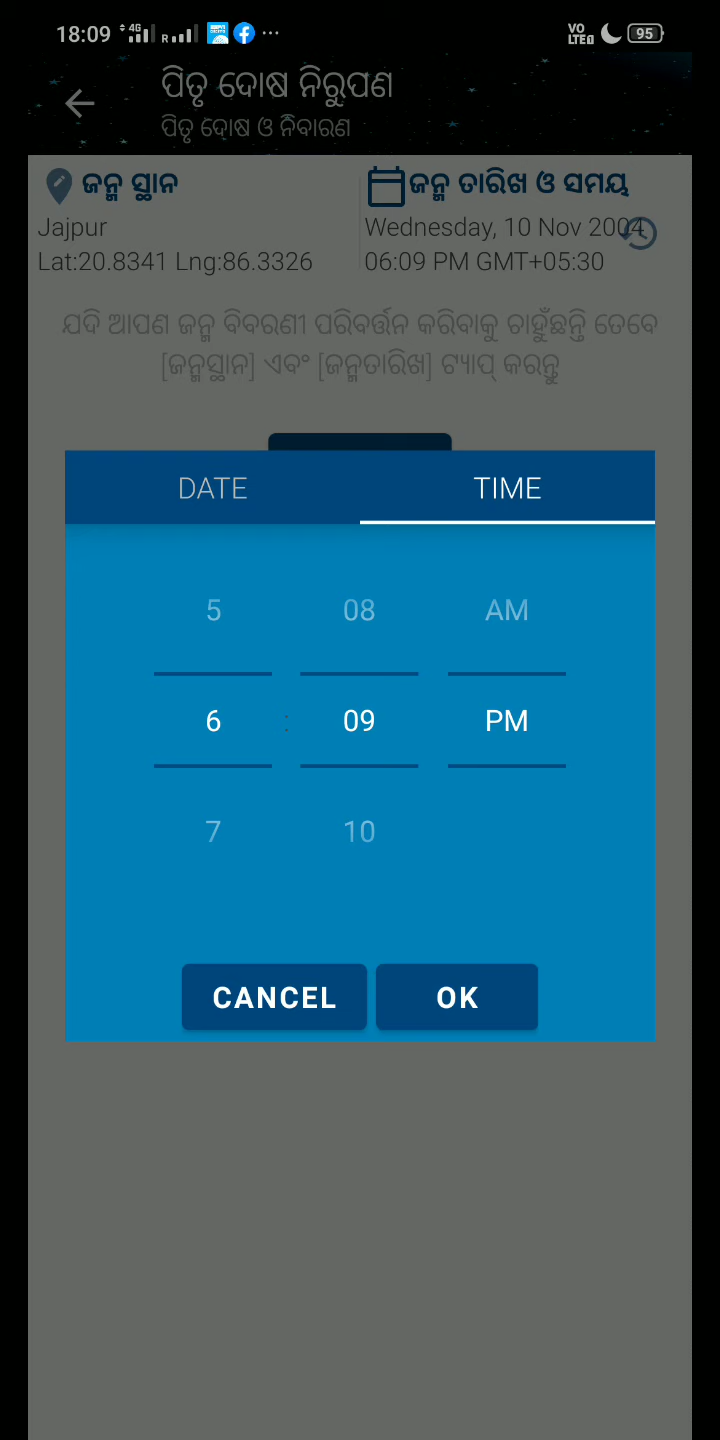 18:09 4G R VO LTE 95
ପିତୃ ଦୋଷ ନିରୁପଣ
ପିତୃ ଦୋଷ ଓ ନିବାରଣ
ଜନ୍ମ ସ୍ଥାନ
Jajpur
Lat:20.8341 Lng:86.3326
ଜନ୍ମ ତାରିଖ ଓ ସମୟ
Wednesday, 10 Nov 2004
06:09 PM GMT+05:30
ଯଦି ଆପଣ ଜନ୍ମ ବିବରଣୀ ପରିବର୍ତ୍ତନ କରିବାକୁ ଚାହୁଁଛନ୍ତି ତେବେ
[ଜନ୍ମସ୍ଥାନ] ଏବଂ [ଜନ୍ମତାରିଖ] ଟ୍ୟାପ୍ କରନ୍ତୁ
DATE TIME
5 08 AM
6 : 09 PM
7 10
CANCEL OK